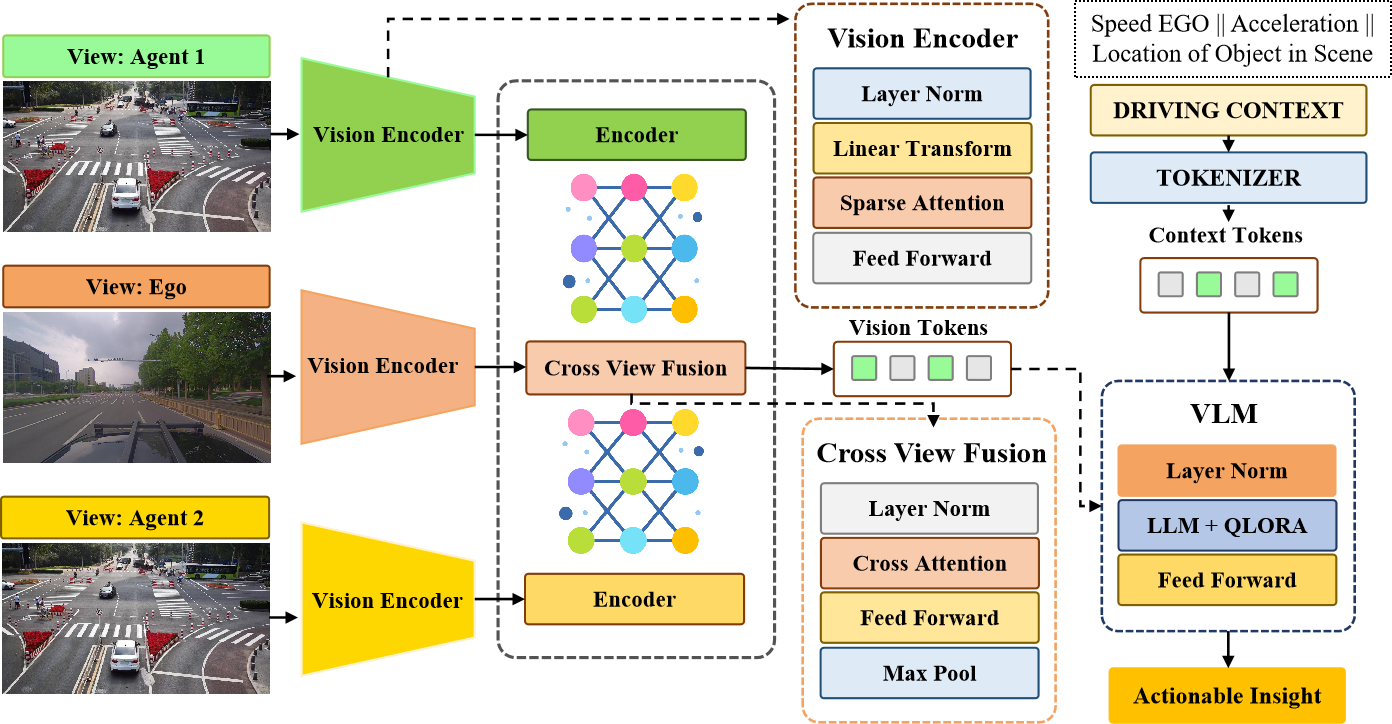 View: Agent 1
Vision Encoder
View: Ego
Vision Encoder
View: Agent 2
Vision Encoder
Encoder
Cross View Fusion
Encoder
Vision Encoder
Layer Norm
Linear Transform
Sparse Attention
Feed Forward
Vision Tokens
Cross View Fusion
Layer Norm
Cross Attention
Feed Forward
Max Pool
Speed EGO || Acceleration ||
Location of Object in Scene
DRIVING CONTEXT
TOKENIZER
Context Tokens
VLM
Layer Norm
LLM + QLORA
Feed Forward
Actionable Insight